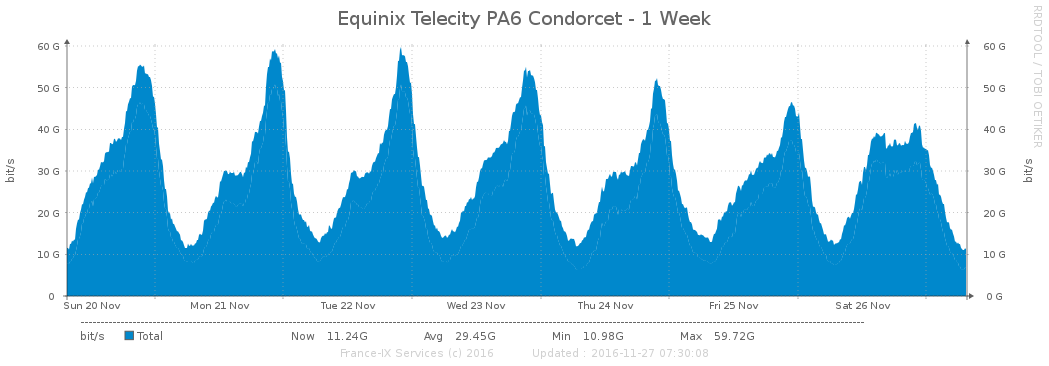 Equinix Telecity PA6 Condorcet - 1 Week
RRDTOOL / TOBI OETIKER
60 G 60 G
50 G 50 G
40 G 40 G
30 G 30 G
20 G 20 G
10 G 10 G
0 0 G
bit/s
bit/s
Sun 20 Nov Mon 21 Nov Tue 22 Nov Wed 23 Nov Thu 24 Nov Fri 25 Nov Sat 26 Nov
bit/s Total Now 11.24G Avg 29.45G Min 10.98G Max 59.72G
France-IX Services (c) 2016 Updated : 2016-11-27 07:30:08